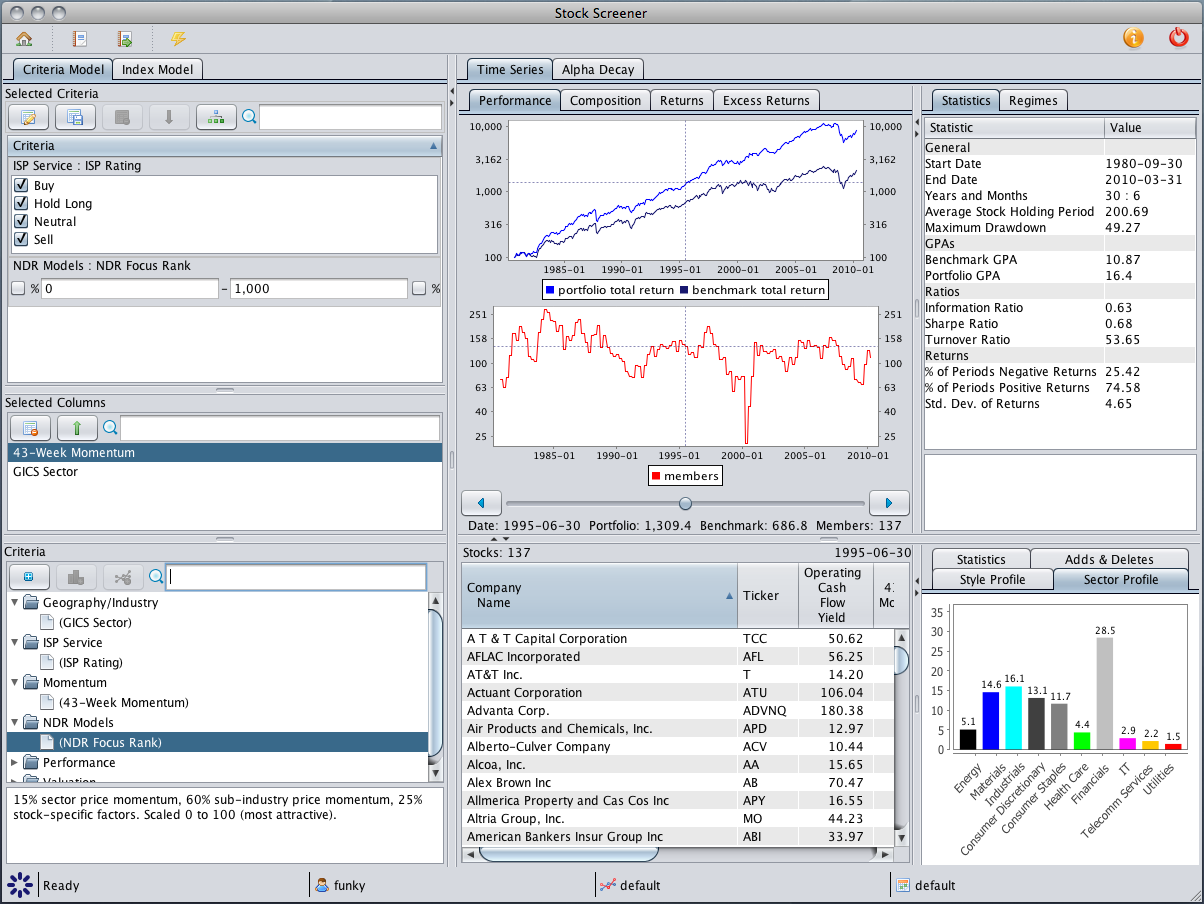 Stock Screener
Criteria Model
Index Model
Selected Criteria
Criteria
ISP Service : ISP Rating
Buy
Hold Long
Neutral
Sell
NDR Models : NDR Focus Rank
% 0 – 1,000 %
Selected Columns
43-Week Momentum
GICS Sector
Criteria
Geography/Industry
(GICS Sector)
ISP Service
(ISP Rating)
Momentum
(43-Week Momentum)
NDR Models
(NDR Focus Rank)
Performance
Valuation
15% sector price momentum, 60% sub-industry price momentum, 25%
stock-specific factors. Scaled 0 to 100 (most attractive).
Time Series
Alpha Decay
Performance
Composition
Returns
Excess Returns
10,000 10,000
3,162 3,162
1,000 1,000
316 316
100 100
1985-01 1990-01 1995-01 2000-01 2005-01 2010-01
portfolio total return benchmark total return
251 251
158 158
100 100
63 63
40 40
25 25
1985-01 1990-01 1995-01 2000-01 2005-01 2010-01
members
Date: 1995-06-30 Portfolio: 1,309.4 Benchmark: 686.8 Members: 137
Statistics
Regimes
Statistic Value
General
Start Date 1980-09-30
End Date 2010-03-31
Years and Months 30 : 6
Average Stock Holding Period 200.69
Maximum Drawdown 49.27
GPAs
Benchmark GPA 10.87
Portfolio GPA 16.4
Ratios
Information Ratio 0.63
Sharpe Ratio 0.68
Turnover Ratio 53.65
Returns
% of Periods Negative Returns 25.42
% of Periods Positive Returns 74.58
Std. Dev. of Returns 4.65
Stocks: 137 1995-06-30
Company
Name
Ticker
Operating
Cash
Flow
Yield
A T & T Capital Corporation TCC 50.62
AFLAC Incorporated AFL 56.25
AT&T Inc. T 14.20
Actuant Corporation ATU 106.04
Advanta Corp. ADVNQ 180.38
Air Products and Chemicals, Inc. APD 12.97
Alberto-Culver Company ACV 10.44
Alcoa, Inc. AA 15.65
Alex Brown Inc AB 70.47
Allmerica Property and Cas Cos Inc APY 16.55
Altria Group, Inc. MO 44.23
American Bankers Insur Group Inc ABI 33.97
Statistics
Adds & Deletes
Style Profile
Sector Profile
35
30
25
20
15
10
5
0
5.1
14.6
16.1
13.1
11.7
4.4
28.5
2.9
2.2
1.5
Energy
Materials
Industrials
Consumer Discretionary
Consumer Staples
Health Care
Financials
IT
Telecomm Services
Utilities
Ready
funky
default
default